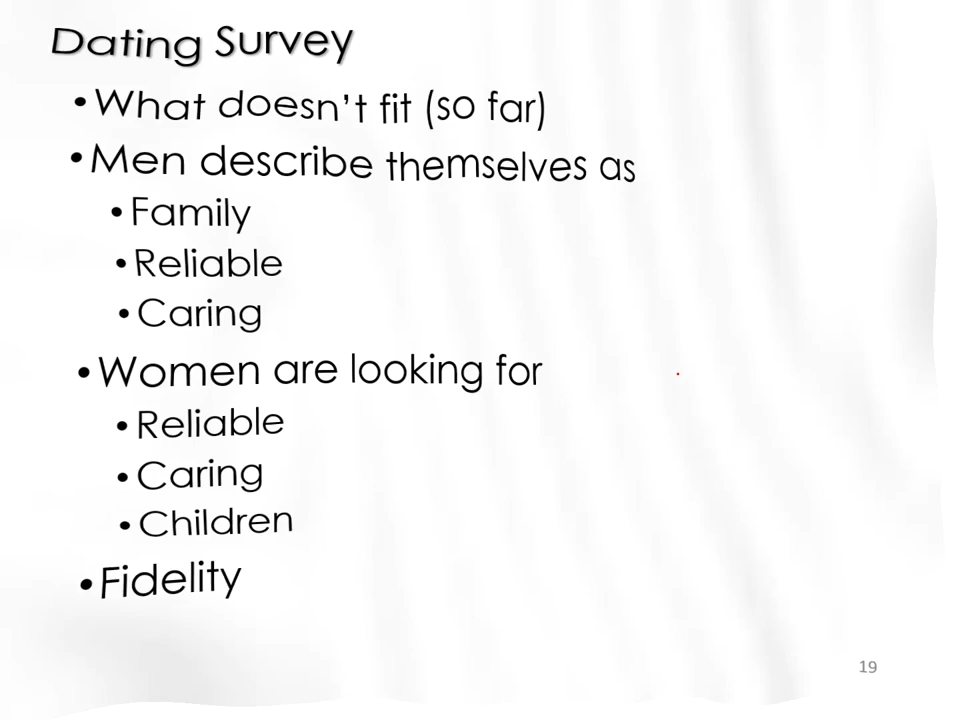 Dating Survey
•What doesn't fit (so far)
•Men describe themselves as
•Family
•Reliable
•Caring
•Women are looking for
•Reliable
•Caring
•Children
•Fidelity
19